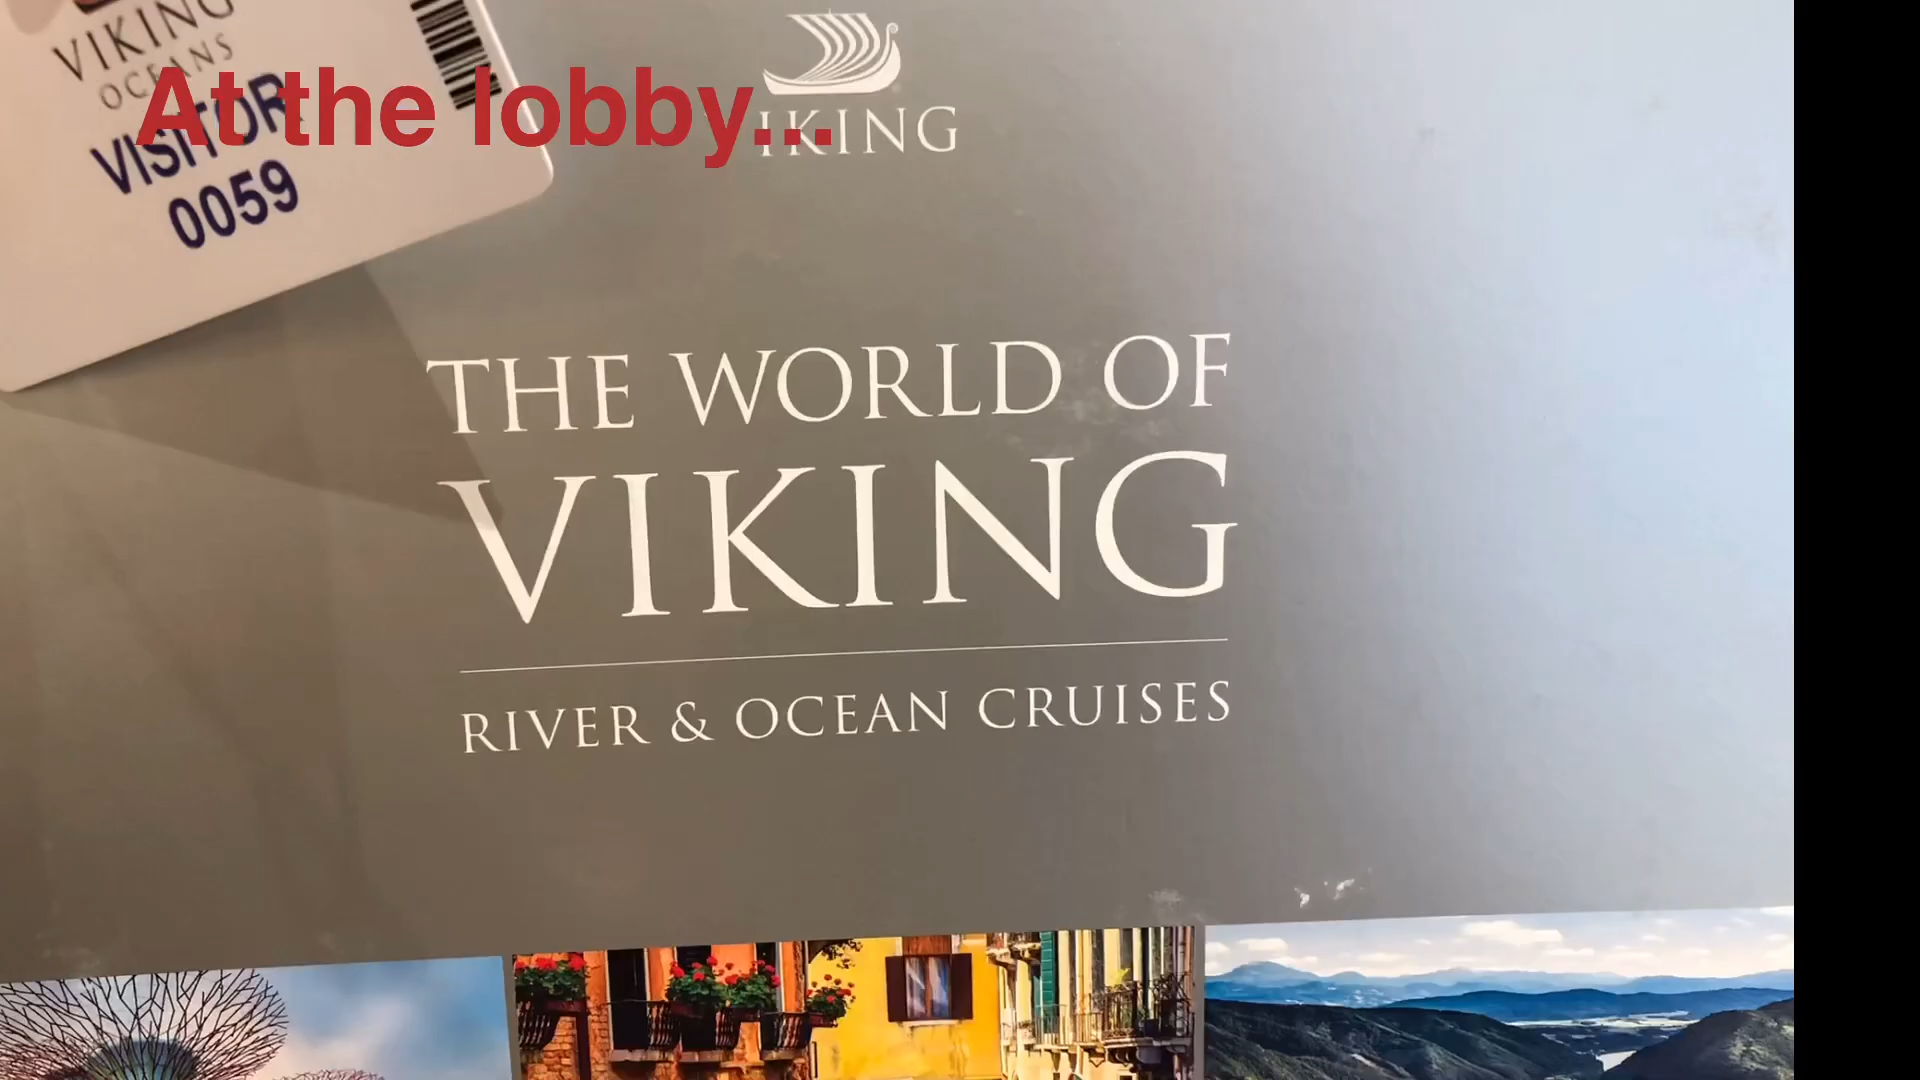 VIKING
OCEANS
VISITOR
0059
At the lobby...
VIKING
THE WORLD OF
VIKING
RIVER & OCEAN CRUISES